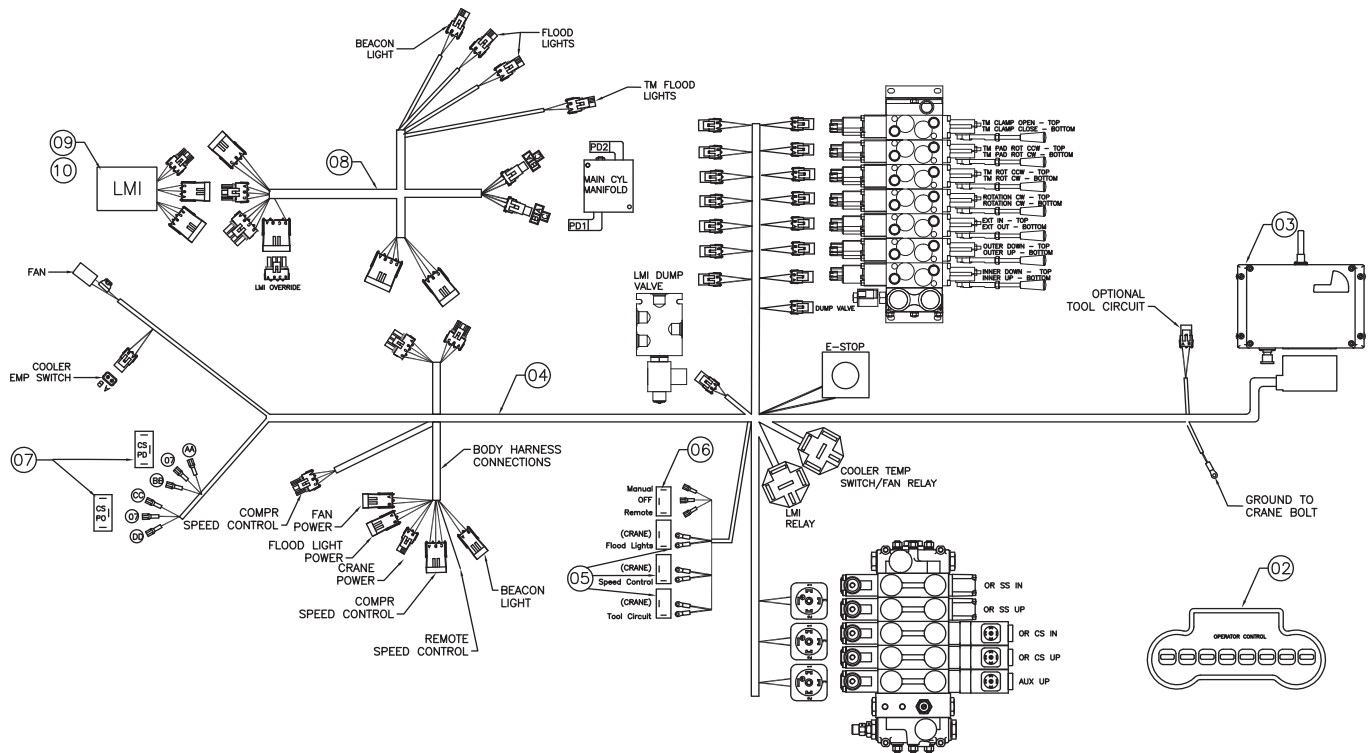 BEACON
LIGHT
FLOOD
LIGHTS
TM FLOOD
LIGHTS
09
10
LMI
08
PD2
MAIN CYL
MANIFOLD
PD1
LMI OVERRIDE
TM CLAMP OPEN - TOP
TM CLAMP CLOSE - BOTTOM
TM PAD ROT CCW - TOP
TM PAD ROT CW - BOTTOM
TM ROT CCW - TOP
TM ROT CW - BOTTOM
ROTATION CW - TOP
ROTATION CW - BOTTOM
EXT IN - TOP
EXT OUT - BOTTOM
OUTER DOWN - TOP
OUTER UP - BOTTOM
INNER DOWN - TOP
INNER UP - BOTTOM
DUMP VALVE
03
FAN
LMI DUMP
VALVE
OPTIONAL
TOOL CIRCUIT
COOLER
EMP SWITCH
A B
04
E-STOP
07
CS
PD
CS
PO
AA
07
BB
CC
07
DD
BODY HARNESS
CONNECTIONS
COMPR
SPEED CONTROL
FAN
POWER
FLOOD LIGHT
POWER
CRANE
POWER
COMPR
SPEED CONTROL
REMOTE
SPEED CONTROL
BEACON
LIGHT
06
Manual
OFF
Remote
(CRANE)
Flood Lights
05
(CRANE)
Speed Control
(CRANE)
Tool Circuit
COOLER TEMP
SWITCH/FAN RELAY
LMI
RELAY
GROUND TO
CRANE BOLT
OR SS IN
OR SS UP
OR CS IN
OR CS UP
AUX UP
02
OPERATOR CONTROL